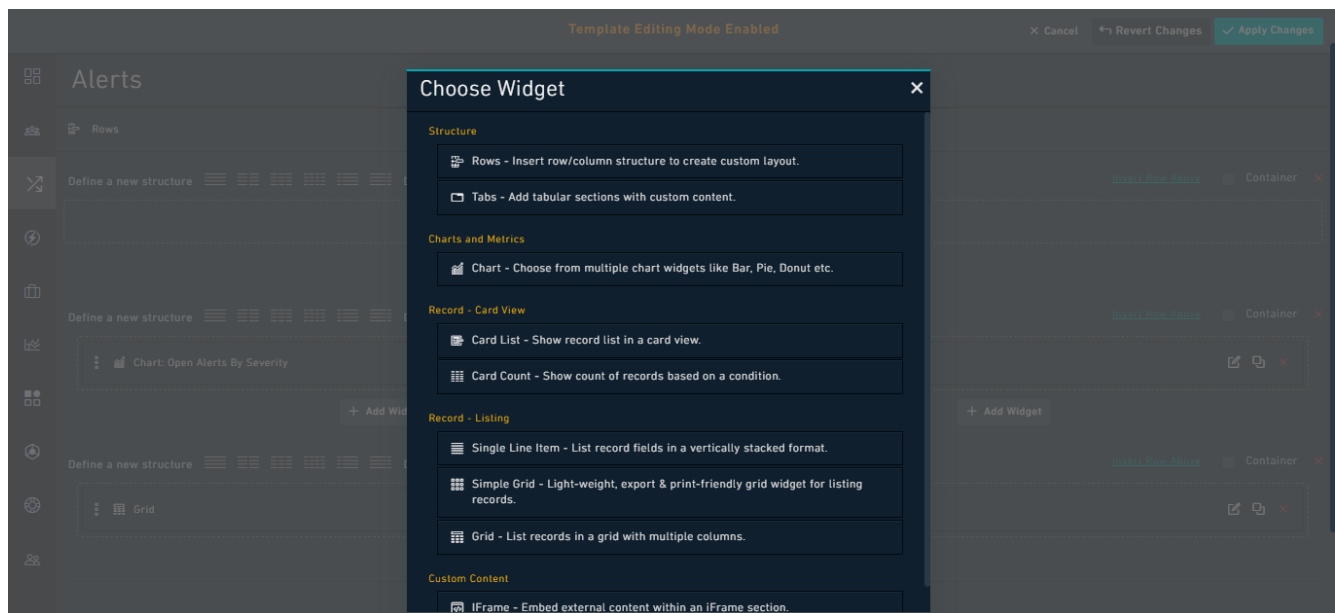 Template Editing Mode Enabled
Cancel
Revert Changes
Apply Changes
Alerts
Choose Widget
Rows
Structure
Rows - Insert row/column structure to create custom layout.
Define a new structure
Insert Row Above
Container
Tabs - Add tabular sections with custom content.
Charts and Metrics
Chart - Choose from multiple chart widgets like Bar, Pie, Donut etc.
Record - Card View
Define a new structure
Insert Row Above
Container
Card List - Show record list in a card view.
Chart: Open Alerts By Severity
Card Count - Show count of records based on a condition.
+ Add Wid
+ Add Widget
Record - Listing
Single Line Item - List record fields in a vertically stacked format.
Define a new structure
Insert Row Above
Container
Simple Grid - Light-weight, export & print-friendly grid widget for listing
records.
Grid
Grid - List records in a grid with multiple columns.
Custom Content
IFrame - Embed external content within an iFrame section.